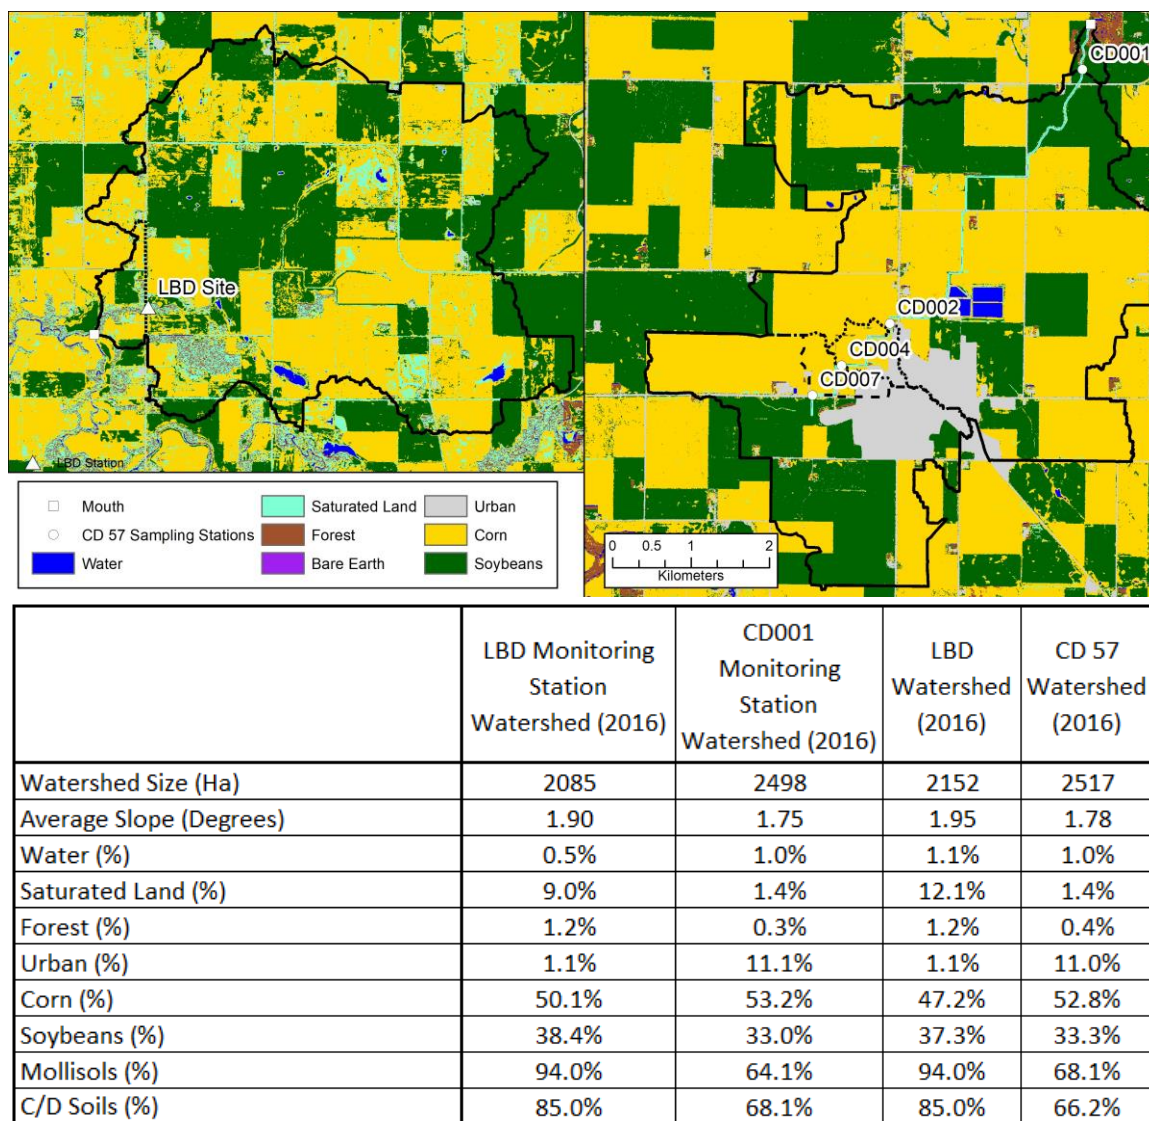 CD001
LBD Site
CD002
CD004
CD007
LBD Station
Mouth
CD 57 Sampling Stations
Water
Saturated Land
Forest
Bare Earth
Urban
Corn
Soybeans
0 0.5 1 2
Kilometers
LBD Monitoring
Station
Watershed (2016)
CD001
Monitoring
Station
Watershed (2016)
LBD
Watershed
(2016)
CD 57
Watershed
(2016)
Watershed Size (Ha) 2085 2498 2152 2517
Average Slope (Degrees) 1.90 1.75 1.95 1.78
Water (%) 0.5% 1.0% 1.1% 1.0%
Saturated Land (%) 9.0% 1.4% 12.1% 1.4%
Forest (%) 1.2% 0.3% 1.2% 0.4%
Urban (%) 1.1% 11.1% 1.1% 11.0%
Corn (%) 50.1% 53.2% 47.2% 52.8%
Soybeans (%) 38.4% 33.0% 37.3% 33.3%
Mollisols (%) 94.0% 64.1% 94.0% 68.1%
C/D Soils (%) 85.0% 68.1% 85.0% 66.2%